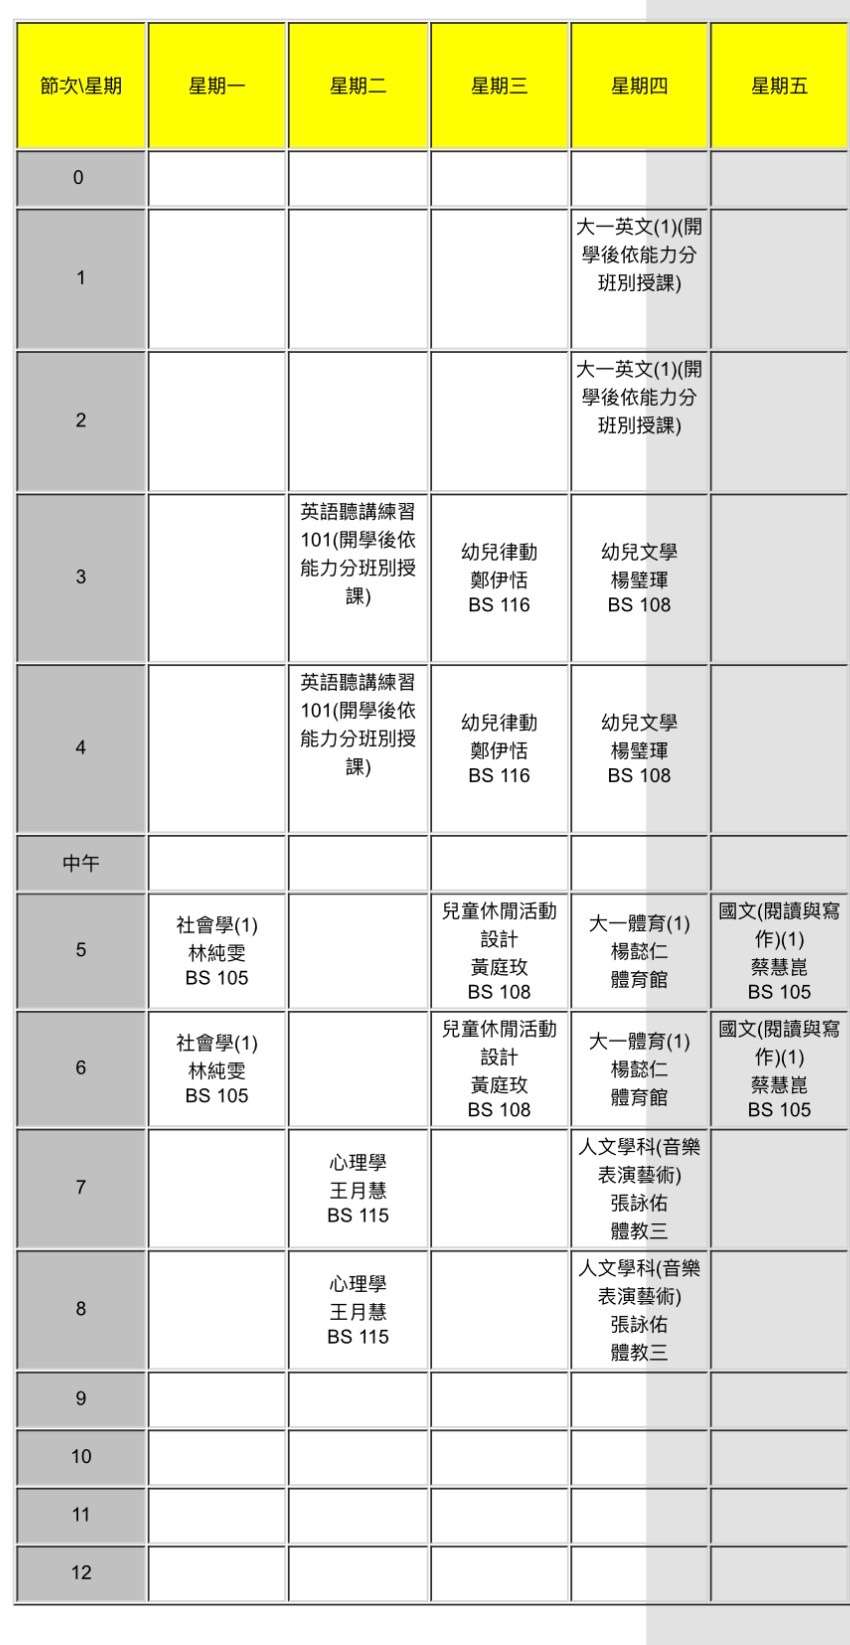 節次\星期 星期一 星期二 星期三 星期四 星期五
0
1
大一英文(1)(開
學後依能力分
班別授課)
2
大一英文(1)(開
學後依能力分
班別授課)
3
英語聽講練習
101(開學後依
能力分班別授
課)
幼兒律動
鄭伊恬
BS 116
幼兒文學
楊璧琿
BS 108
4
英語聽講練習
101(開學後依
能力分班別授
課)
幼兒律動
鄭伊恬
BS 116
幼兒文學
楊璧琿
BS 108
中午
5
社會學(1)
林純雯
BS 105
兒童休閒活動
設計
黃庭玫
BS 108
大一體育(1)
楊懿仁
體育館
國文(閱讀與寫
作)(1)
蔡慧崑
BS 105
6
社會學(1)
林純雯
BS 105
兒童休閒活動
設計
黃庭玫
BS 108
大一體育(1)
楊懿仁
體育館
國文(閱讀與寫
作)(1)
蔡慧崑
BS 105
7
心理學
王月慧
BS 115
人文學科(音樂
表演藝術)
張詠佑
體教三
8
心理學
王月慧
BS 115
人文學科(音樂
表演藝術)
張詠佑
體教三
9
10
11
12